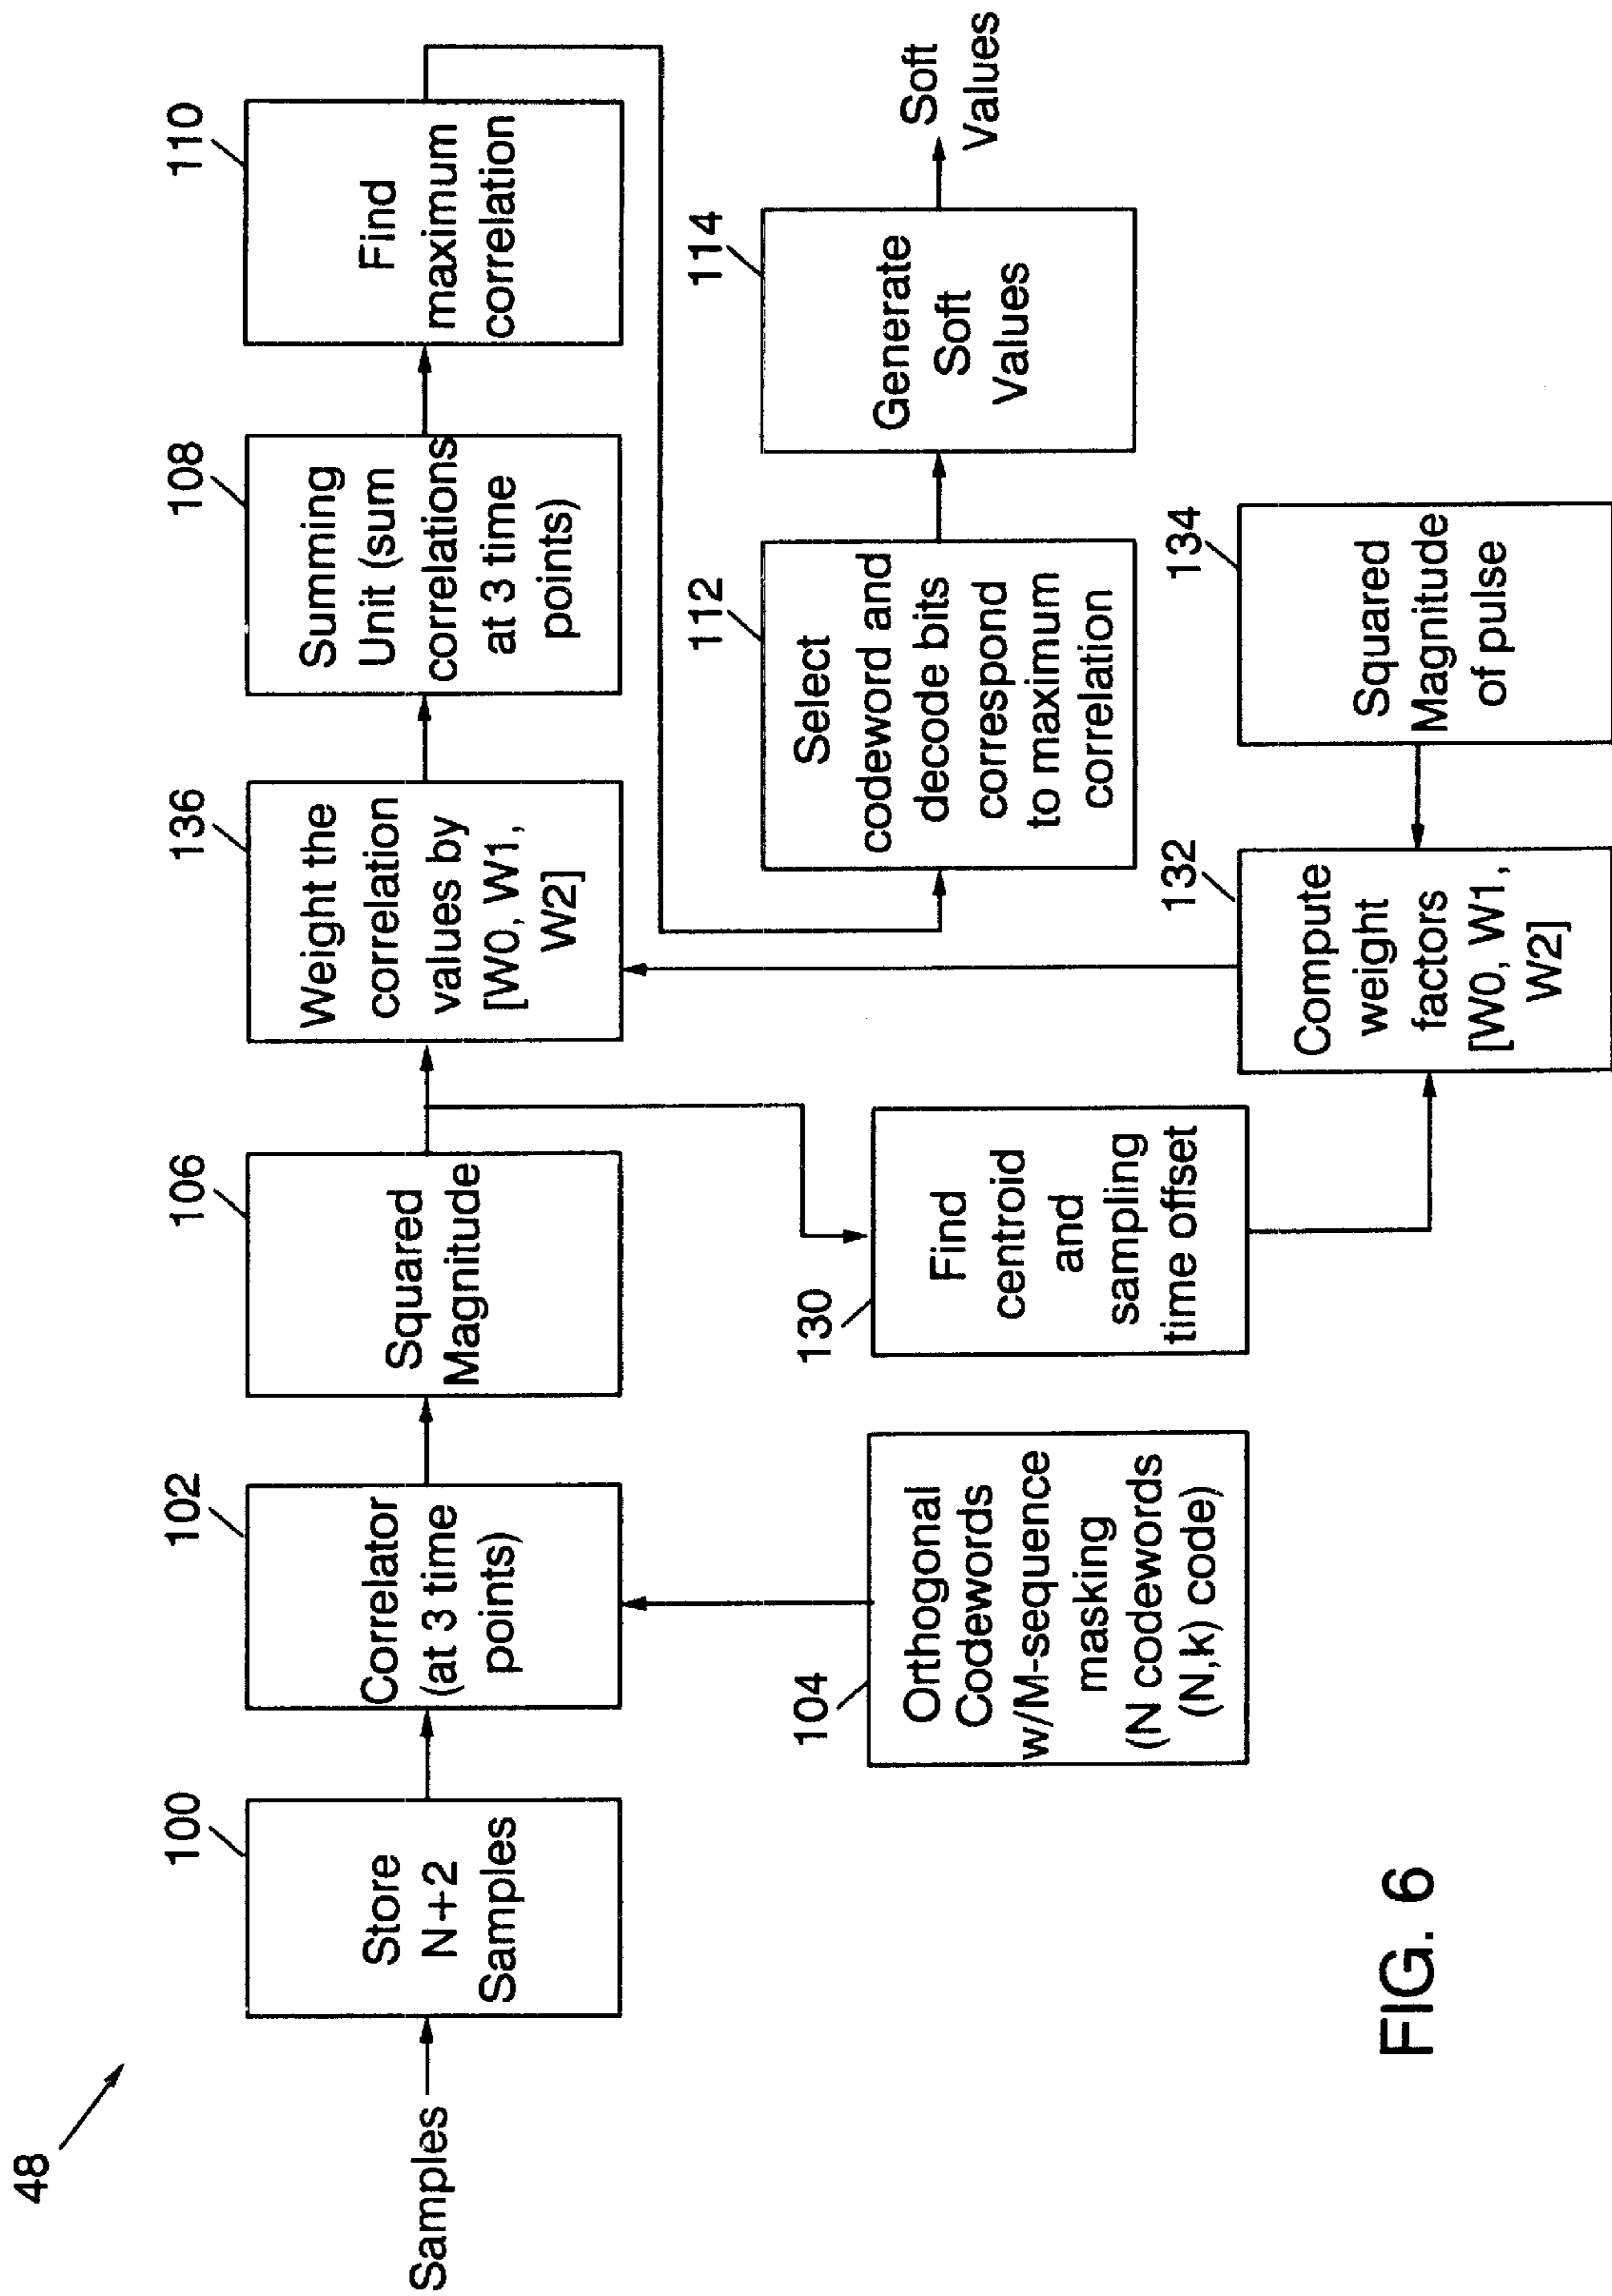 48
Samples
100
Store
N+2
Samples
102
Correlator
(at 3 time
points)
104
Orthogonal
Codewords
w/M-sequence
masking
(N codewords
(N,k) code)
106
Squared
Magnitude
130
Find
centroid
and
sampling
time offset
136
Weight the
correlation
values by
[W0, W1,
W2]
132
Compute
weight
factors
[W0, W1,
W2]
134
Squared
Magnitude
of pulse
108
Summing
Unit (sum
correlations
at 3 time
points)
110
Find
maximum
correlation
112
Select
codeword and
decode bits
correspond
to maximum
correlation
114
Generate
Soft
Values
Soft
Values
FIG. 6